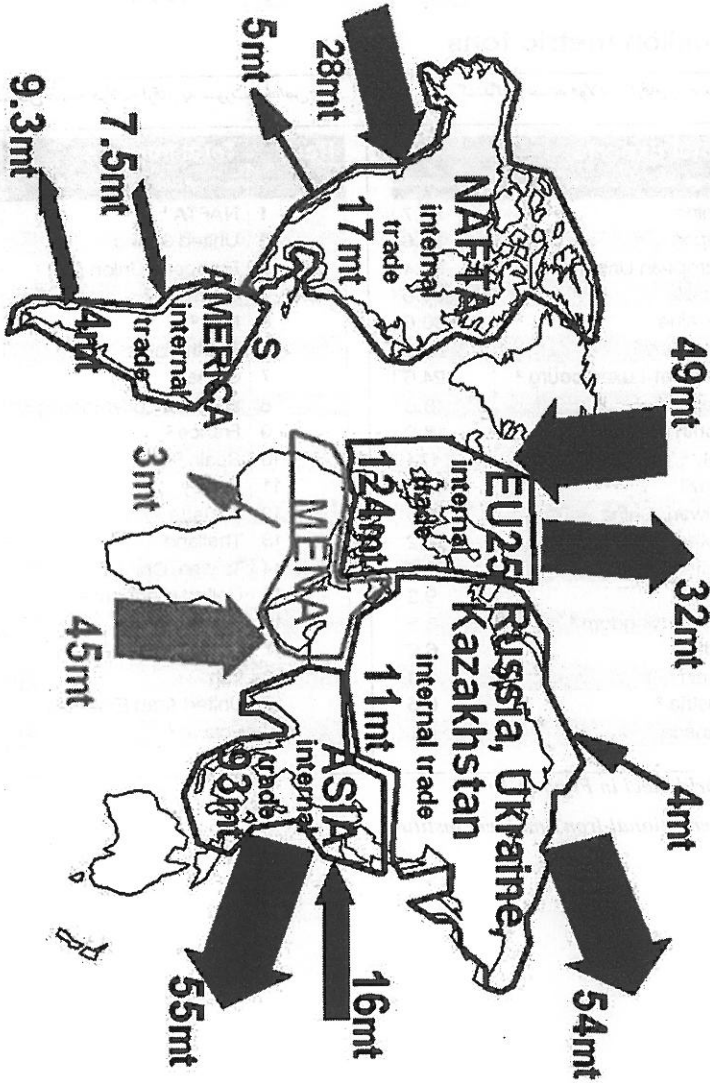 28mt
5mt
NAFTA
internal
trade
17mt
7.5mt
9.3mt
S
AMERICA
internal
trade
4mt
49mt
32mt
EU25
internal
trade
124mt
MENA
3mt
45mt
Russia, Ukraine,
Kazakhstan
internal trade
11mt
4mt
54mt
ASIA
internal
trade
93mt
16mt
55mt